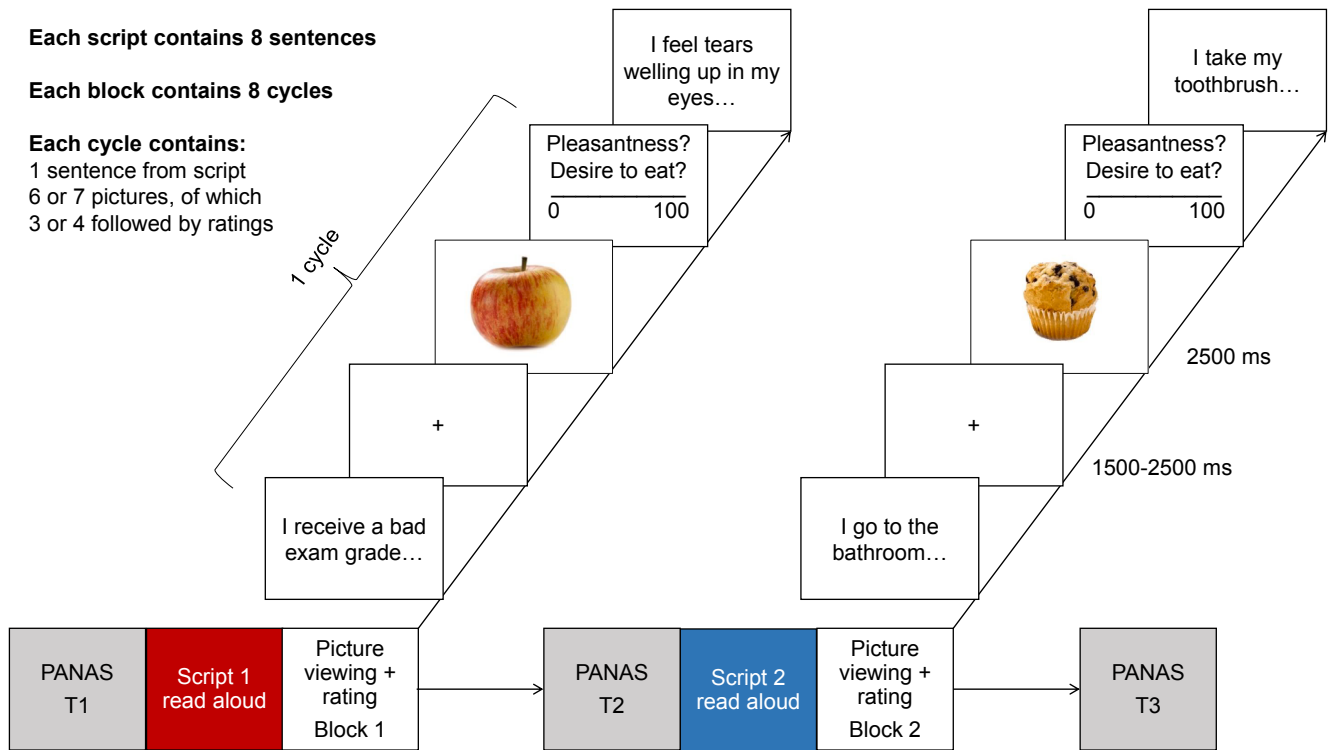 Each script contains 8 sentences
Each block contains 8 cycles
Each cycle contains:
1 sentence from script
6 or 7 pictures, of which
3 or 4 followed by ratings
1 cycle
I feel tears
welling up in my
eyes…
Pleasantness?
Desire to eat?
0 100
+
I receive a bad
exam grade…
I take my
toothbrush…
Pleasantness?
Desire to eat?
0 100
2500 ms
+
1500-2500 ms
I go to the
bathroom…
PANAS
T1
Script 1
read aloud
Picture
viewing +
rating
Block 1
PANAS
T2
Script 2
read aloud
Picture
viewing +
rating
Block 2
PANAS
T3